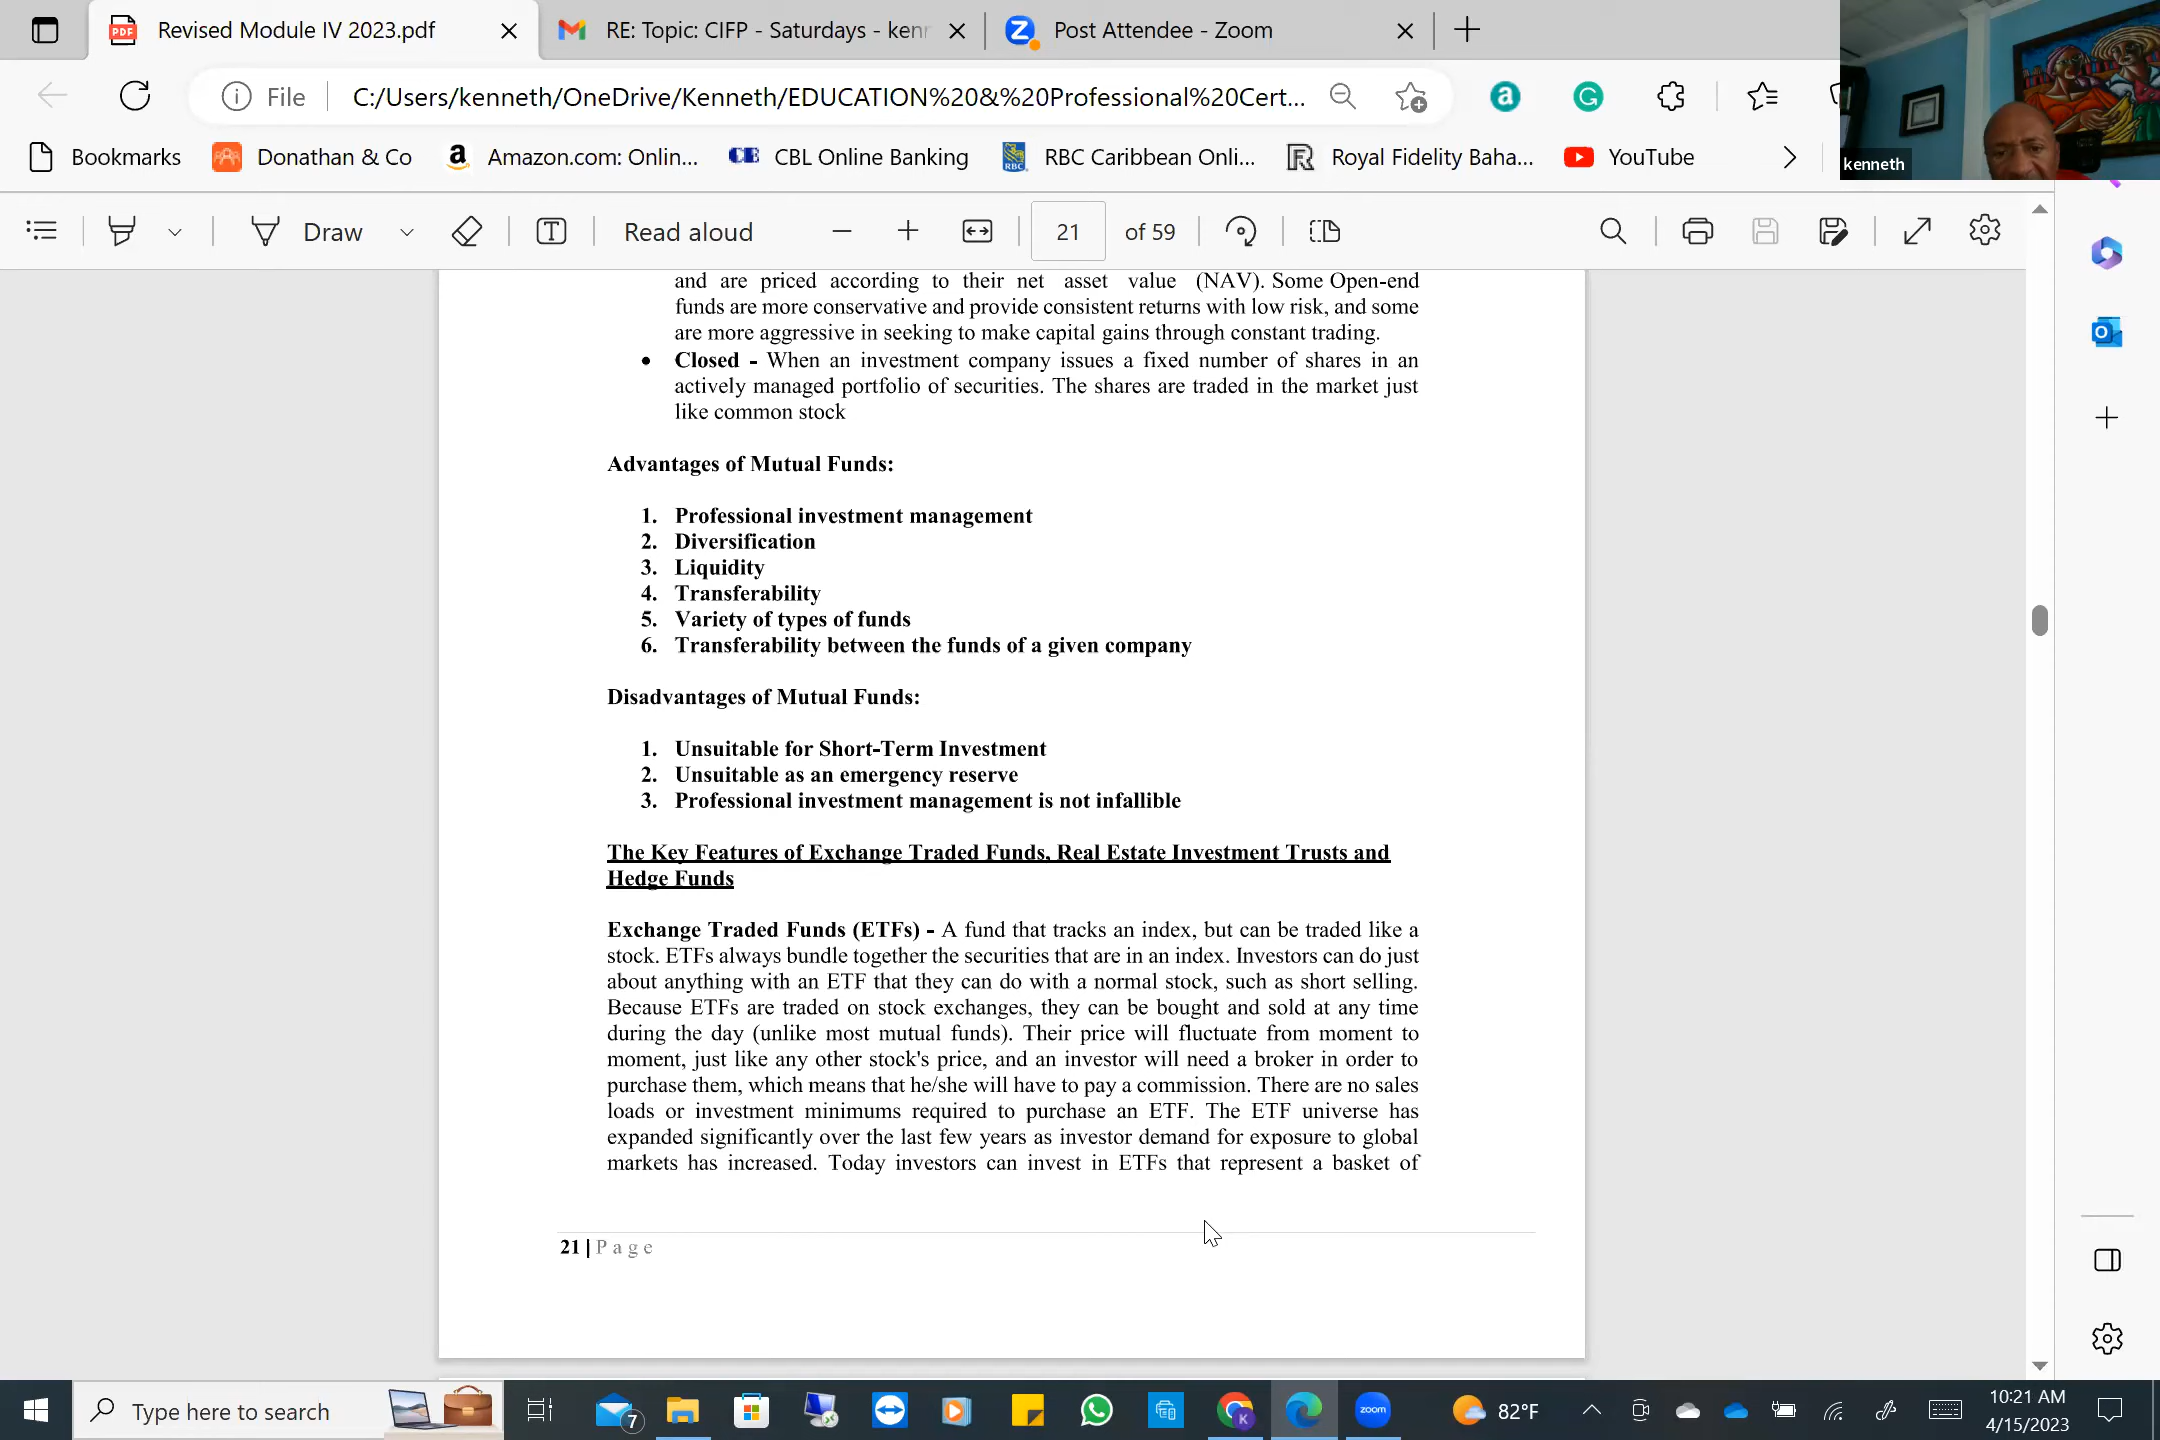 Revised Module IV 2023.pdf
RE: Topic: CIFP - Saturdays - ken
Post Attendee - Zoom
File
C:/Users/kenneth/OneDrive/Kenneth/EDUCATION%20&%20Professional%20Cert...
Bookmarks
Donathan & Co
Amazon.com: Onlin...
CBL Online Banking
RBC Caribbean Onli...
Royal Fidelity Baha...
YouTube
kenneth
Draw
Read aloud
21
of 59
and are priced according to their net asset value (NAV). Some Open-end
funds are more conservative and provide consistent returns with low risk, and some
are more aggressive in seeking to make capital gains through constant trading.
• Closed - When an investment company issues a fixed number of shares in an
actively managed portfolio of securities. The shares are traded in the market just
like common stock
Advantages of Mutual Funds:
1. Professional investment management
2. Diversification
3. Liquidity
4. Transferability
5. Variety of types of funds
6. Transferability between the funds of a given company
Disadvantages of Mutual Funds:
1. Unsuitable for Short-Term Investment
2. Unsuitable as an emergency reserve
3. Professional investment management is not infallible
The Key Features of Exchange Traded Funds, Real Estate Investment Trusts and
Hedge Funds
Exchange Traded Funds (ETFs) - A fund that tracks an index, but can be traded like a
stock. ETFs always bundle together the securities that are in an index. Investors can do just
about anything with an ETF that they can do with a normal stock, such as short selling.
Because ETFs are traded on stock exchanges, they can be bought and sold at any time
during the day (unlike most mutual funds). Their price will fluctuate from moment to
moment, just like any other stock's price, and an investor will need a broker in order to
purchase them, which means that he/she will have to pay a commission. There are no sales
loads or investment minimums required to purchase an ETF. The ETF universe has
expanded significantly over the last few years as investor demand for exposure to global
markets has increased. Today investors can invest in ETFs that represent a basket of
21 | Page
Type here to search
7
zoom
82°F
10:21 AM
4/15/2023